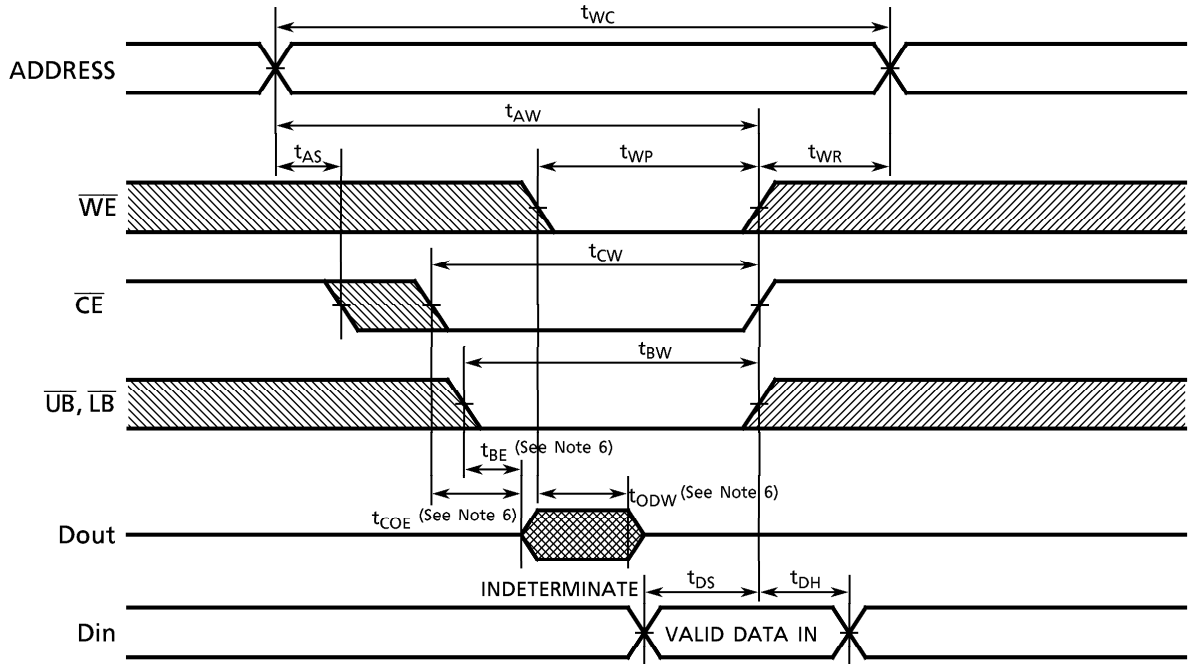 tWC
ADDRESS
tAW
tAS
tWP
tWR
WE
tCW
CE
tBW
UB, LB
tBE (See Note 6)
tODW (See Note 6)
tCOE (See Note 6)
Dout
INDETERMINATE
tDS
tDH
Din
VALID DATA IN